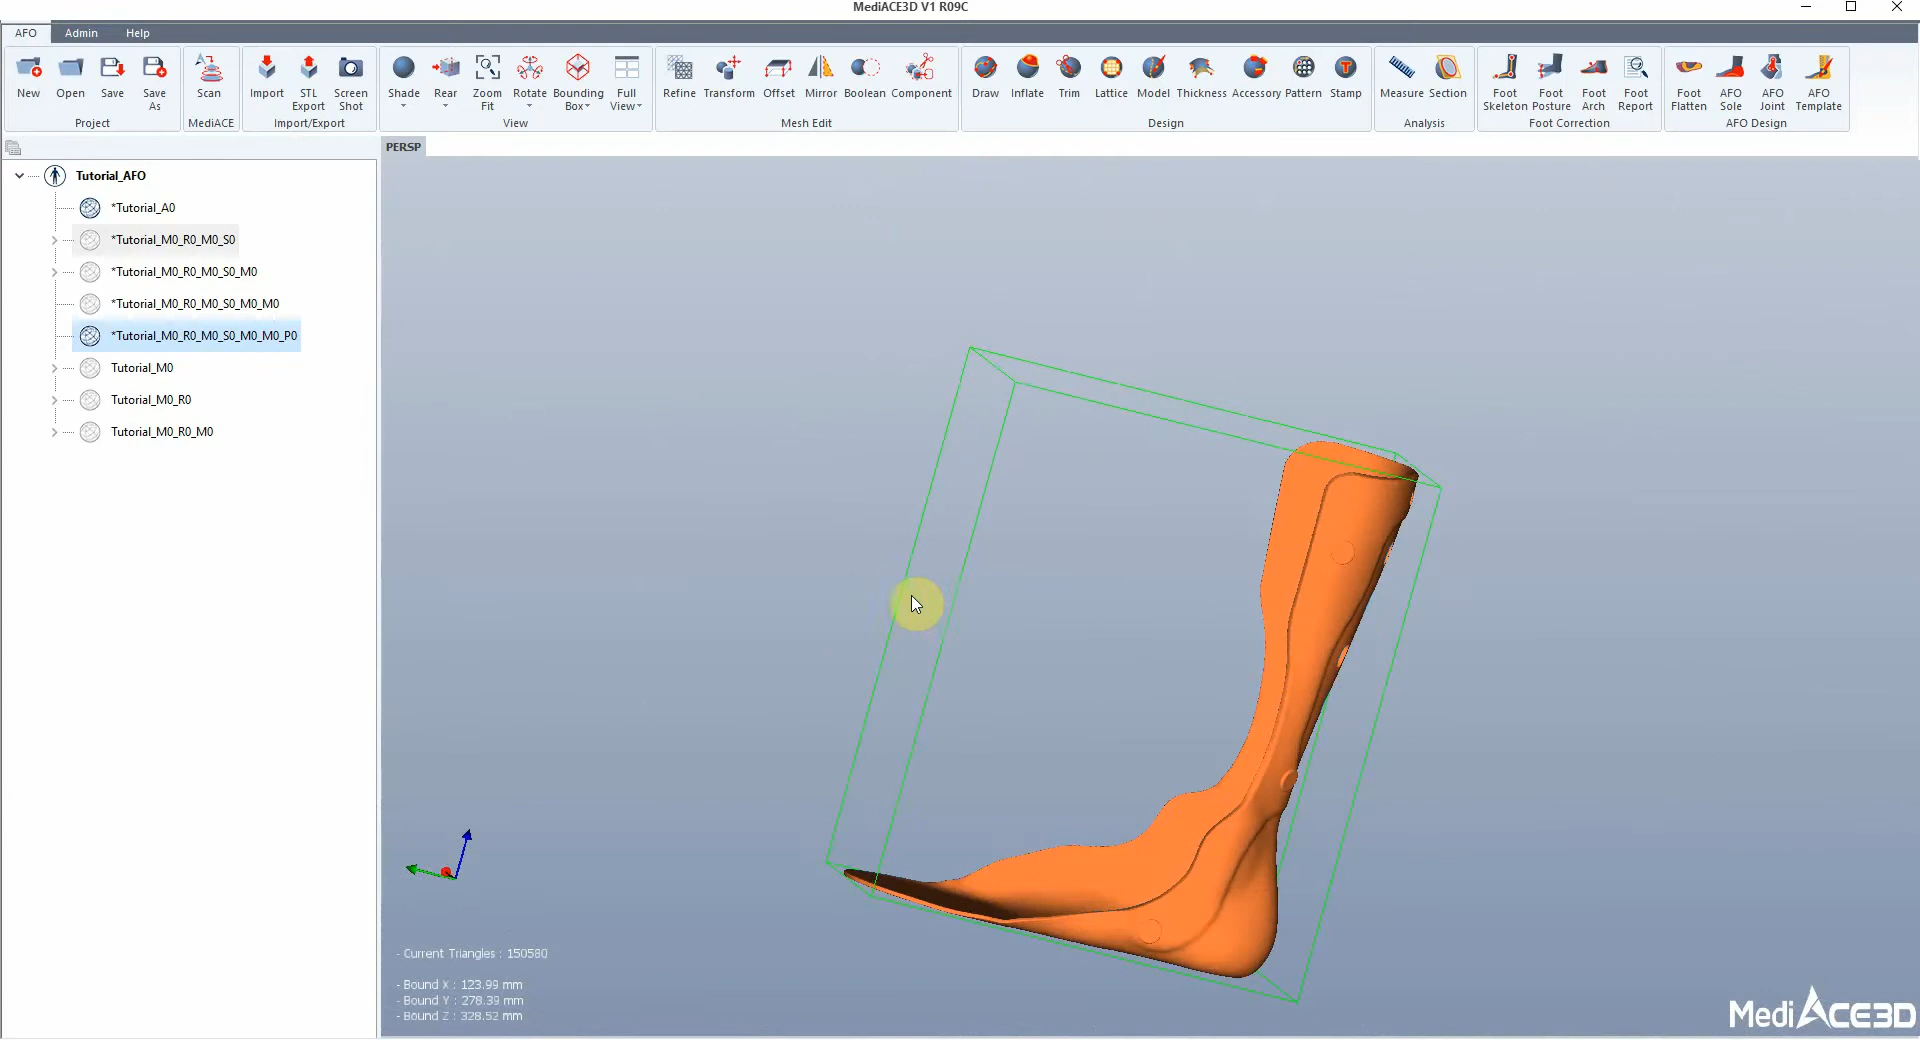 MediACE3D V1 R09C
AFO Admin Help
New Open Save Save As Scan Import STL Export Screen Shot Shade Rear Zoom Fit Rotate Bounding Box Full View Refine Transform Offset Mirror Boolean Component Draw Inflate Trim Lattice Model Thickness Accessory Pattern Stamp Measure Section Foot Skeleton Foot Posture Foot Arch Foot Report Foot Flatten AFO Sole AFO Joint AFO Template
Project MediACE Import/Export View Mesh Edit Design Analysis Foot Correction AFO Design
PERSP
Tutorial_AFO
*Tutorial_A0
*Tutorial_M0_R0_M0_S0
*Tutorial_M0_R0_M0_S0_M0
*Tutorial_M0_R0_M0_S0_M0_M0
*Tutorial_M0_R0_M0_S0_M0_M0_P0
Tutorial_M0
Tutorial_M0_R0
Tutorial_M0_R0_M0
- Current Triangles : 150580
- Bound X : 123.99 mm
- Bound Y : 278.39 mm
- Bound Z : 328.52 mm
MediACE3D